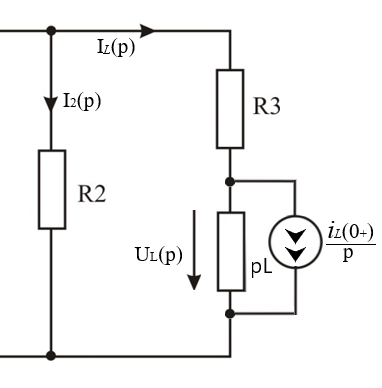 IL(p)
I2(p)
R3
R2
UL(p)
pL
iL(0+)
p